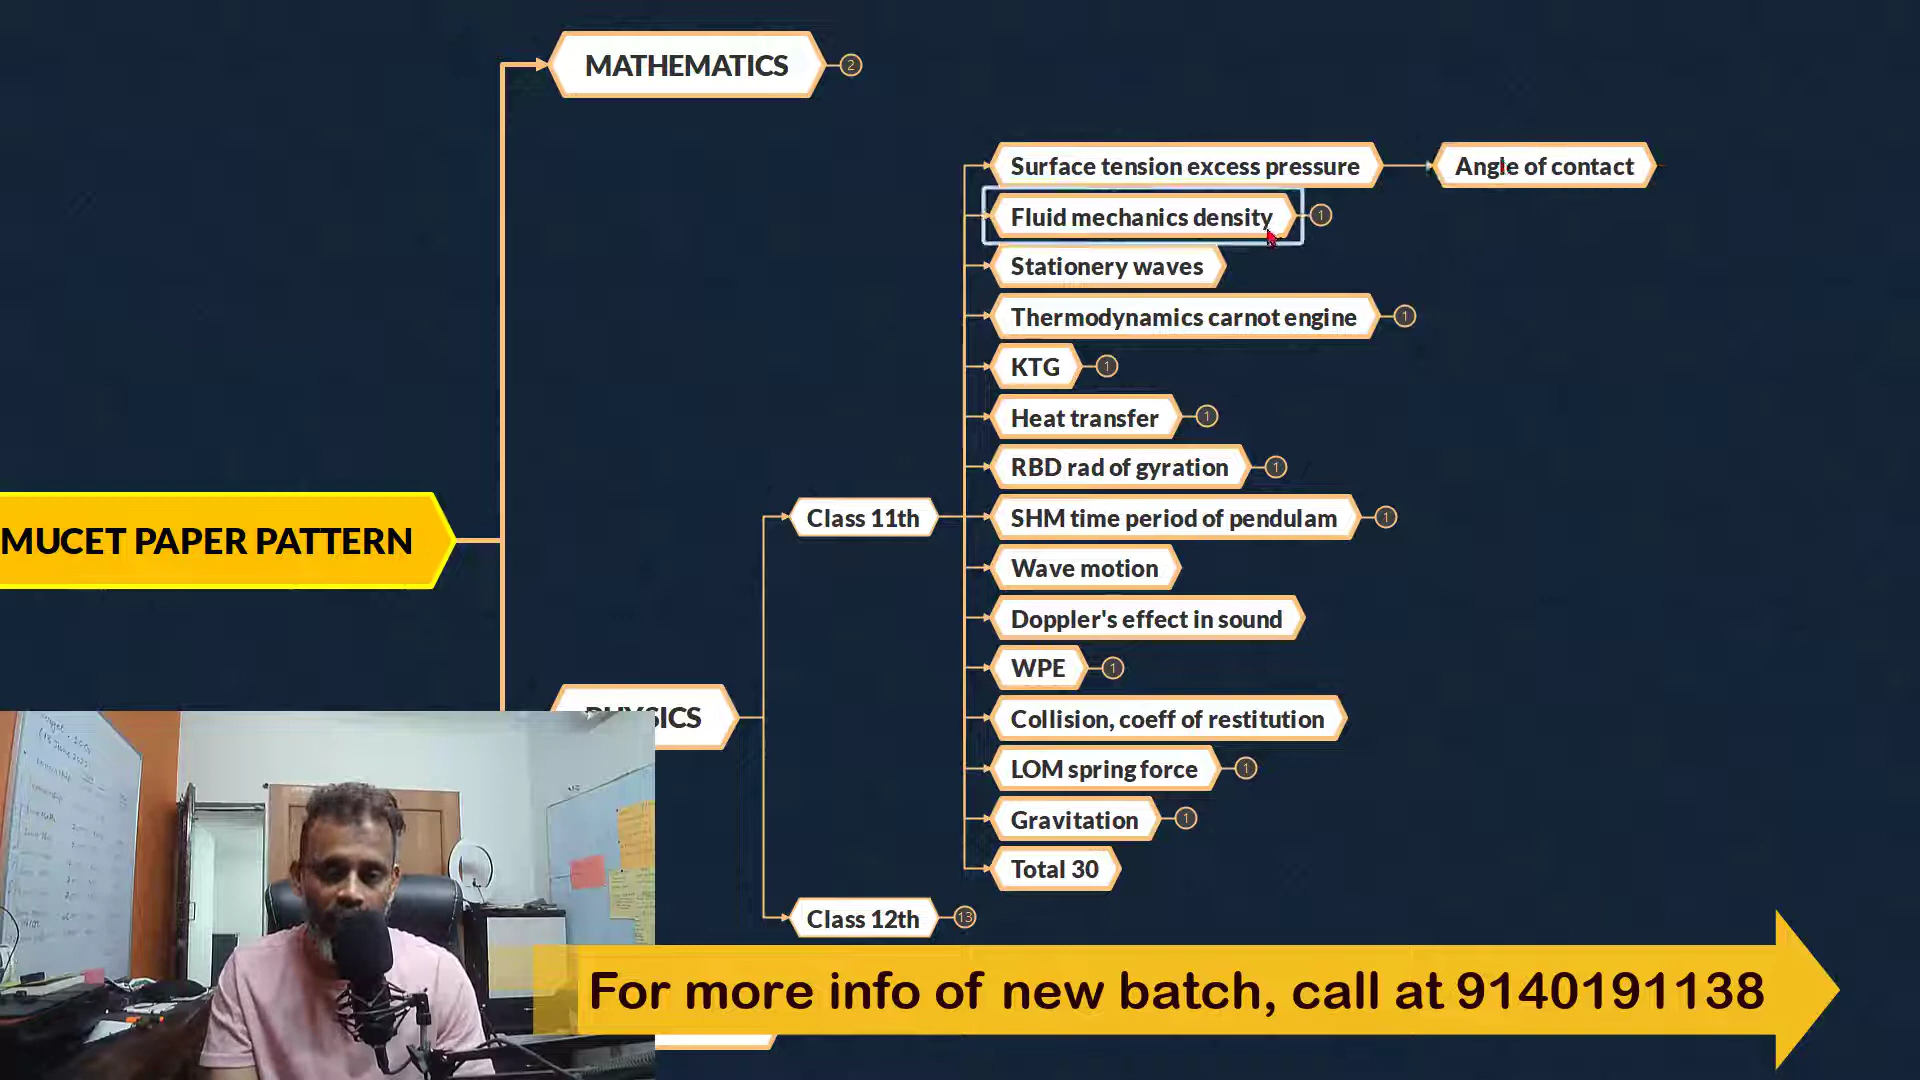 MATHEMATICS
2
Surface tension excess pressure
Angle of contact
Fluid mechanics density
1
Stationery waves
Thermodynamics carnot engine
1
KTG
1
Heat transfer
1
RBD rad of gyration
1
Class 11th
SHM time period of pendulam
1
MUCET PAPER PATTERN
Wave motion
Doppler's effect in sound
WPE
1
PHYSICS
Collision, coeff of restitution
LOM spring force
1
Gravitation
1
Total 30
Class 12th
13
For more info of new batch, call at 9140191138